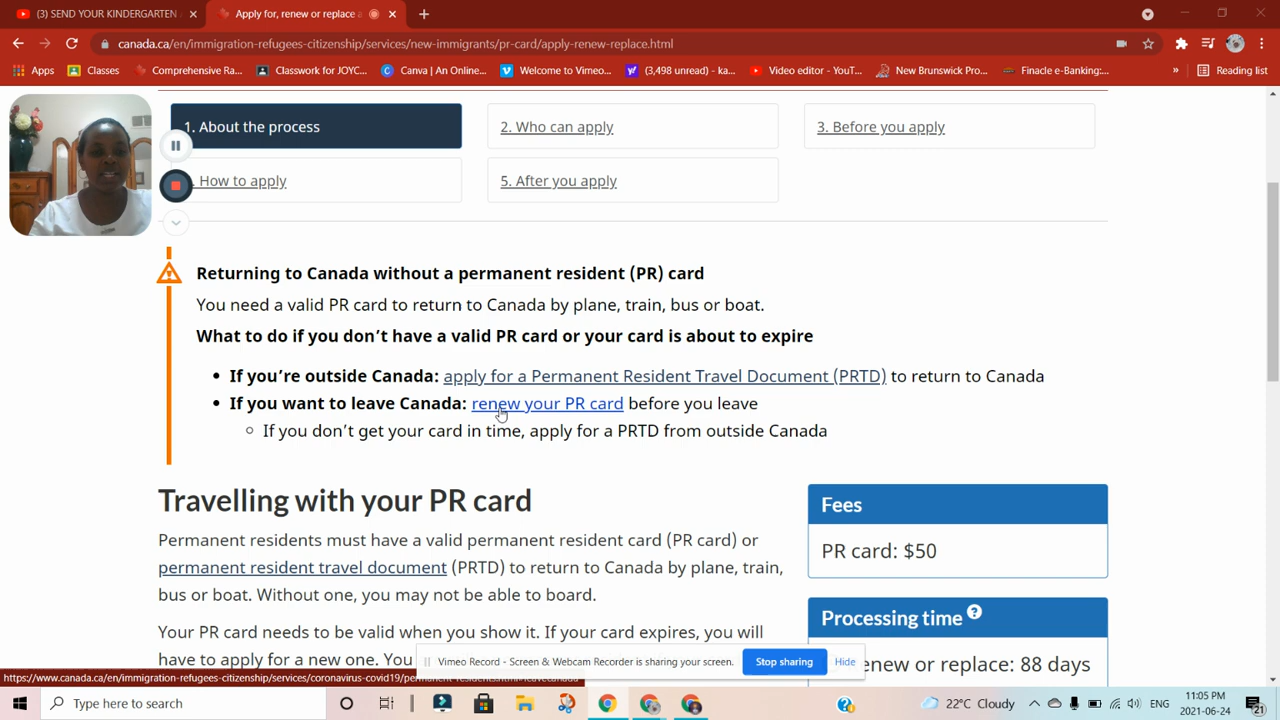 (3) SEND YOUR KINDERGARTEN
Apply for, renew or replace a
canada.ca/en/immigration-refugees-citizenship/services/new-immigrants/pr-card/apply-renew-replace.html
Apps
Classes
Comprehensive Ra...
Classwork for JOYC...
Canva | An Online...
Welcome to Vimeo...
(3,498 unread) - ka...
Video editor - YouT...
New Brunswick Pro...
Finacle e-Banking:...
»
Reading list
1. About the process
2. Who can apply
3. Before you apply
How to apply
5. After you apply
Returning to Canada without a permanent resident (PR) card
You need a valid PR card to return to Canada by plane, train, bus or boat.
What to do if you don’t have a valid PR card or your card is about to expire
• If you’re outside Canada: apply for a Permanent Resident Travel Document (PRTD) to return to Canada
• If you want to leave Canada: renew your PR card before you leave
○ If you don’t get your card in time, apply for a PRTD from outside Canada
Travelling with your PR card
Permanent residents must have a valid permanent resident card (PR card) or
permanent resident travel document (PRTD) to return to Canada by plane, train,
bus or boat. Without one, you may not be able to board.
Your PR card needs to be valid when you show it. If your card expires, you will
have to apply for a new one. You
Fees
PR card: $50
Processing time ?
enew or replace: 88 days
Vimeo Record - Screen & Webcam Recorder is sharing your screen.
Stop sharing
Hide
https://www.canada.ca/en/immigration-refugees-citizenship/services/coronavirus-covid19/permanent-residents.html#leavecanada
Type here to search
22°C Cloudy
ENG
11:05 PM
2021-06-24
21